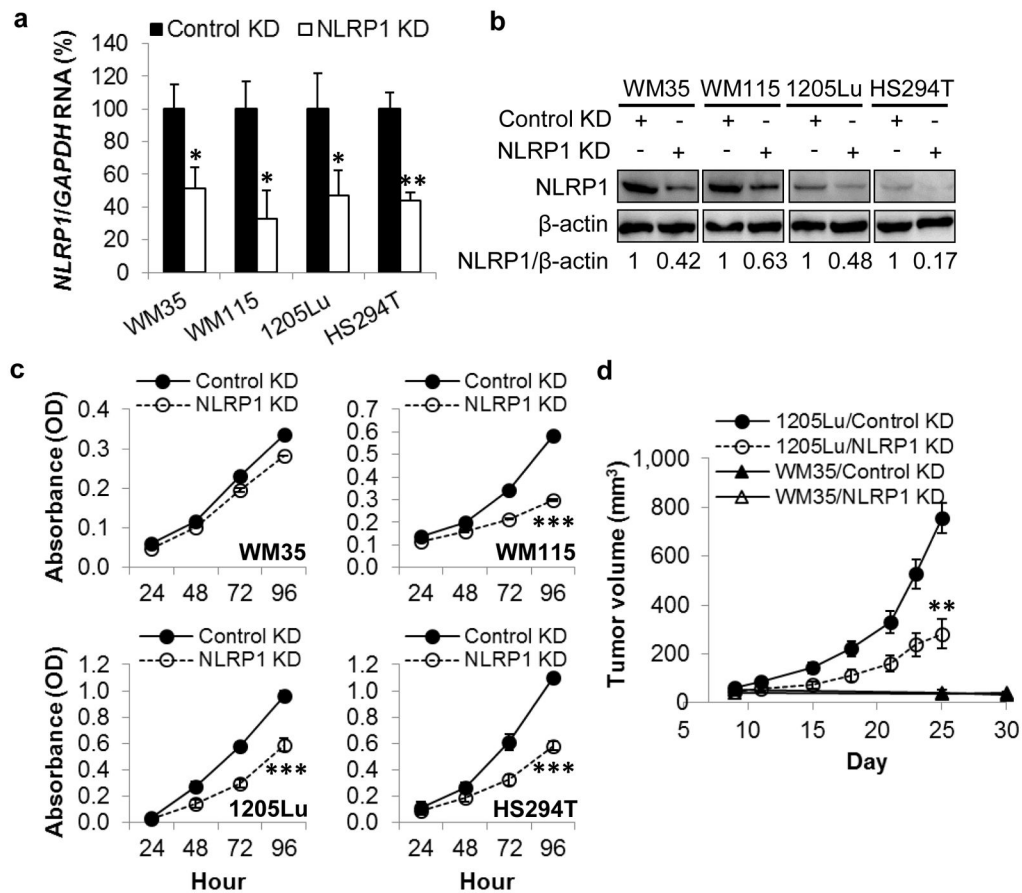 a
Control KD NLRP1 KD
NLRP1/GAPDH RNA (%)
140
120
100
80
60
40
20
0
* * * **
WM35 WM115 1205Lu HS294T
b
WM35 WM115 1205Lu HS294T
Control KD + - + - + - + -
NLRP1 KD - + - + - + - +
NLRP1
β-actin
NLRP1/β-actin 1 0.42 1 0.63 1 0.48 1 0.17
c
Control KD
NLRP1 KD
Absorbance (OD)
0.4
0.3
0.2
0.1
0.0
WM35
24 48 72 96
Control KD
NLRP1 KD
0.7
0.6
0.5
0.4
0.3
0.2
0.1
0.0
***
WM115
24 48 72 96
Control KD
NLRP1 KD
Absorbance (OD)
1.2
1.0
0.8
0.6
0.4
0.2
0.0
***
1205Lu
24 48 72 96
Hour
Control KD
NLRP1 KD
1.2
1.0
0.8
0.6
0.4
0.2
0.0
***
HS294T
24 48 72 96
Hour
d
1205Lu/Control KD
1205Lu/NLRP1 KD
WM35/Control KD
WM35/NLRP1 KD
Tumor volume (mm³)
1,000
800
600
400
200
0
**
5 10 15 20 25 30
Day